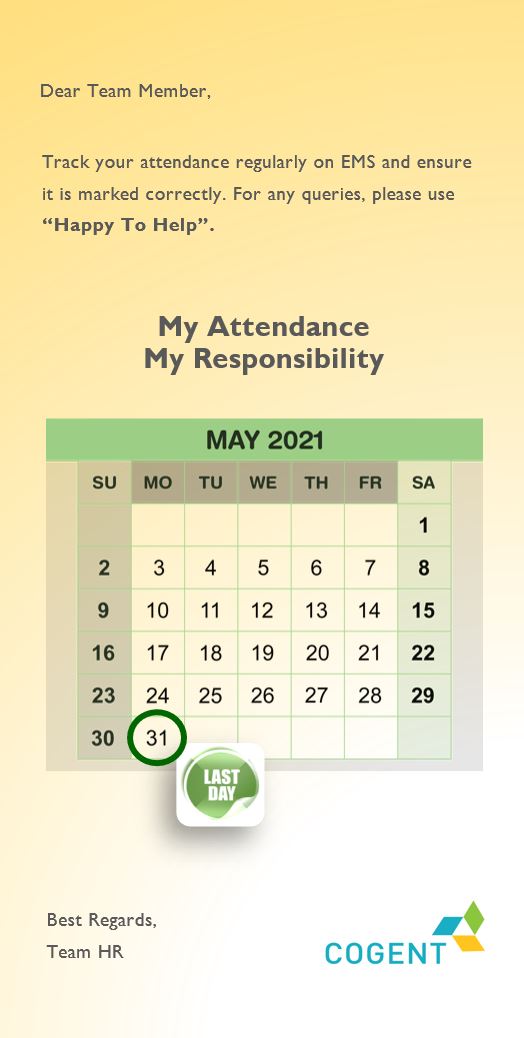 Dear Team Member,
Track your attendance regularly on EMS and ensure
it is marked correctly. For any queries, please use
“Happy To Help”.
My Attendance
My Responsibility
MAY 2021
SU MO TU WE TH FR SA
1
2 3 4 5 6 7 8
9 10 11 12 13 14 15
16 17 18 19 20 21 22
23 24 25 26 27 28 29
30 31
LAST
DAY
Best Regards,
Team HR
COGENT